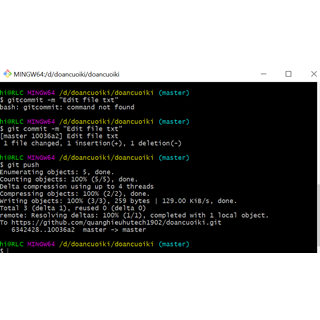 MINGW64:/d/doancuoiki/doancuoiki
hi@RLC MINGW64 /d/doancuoiki/doancuoiki (master)
$ gitcommit -m "Edit file txt"
bash: gitcommit: command not found
hi@RLC MINGW64 /d/doancuoiki/doancuoiki (master)
$ git commit -m "Edit file txt"
[master 10036a2] Edit file txt
1 file changed, 1 insertion(+), 1 deletion(-)
hi@RLC MINGW64 /d/doancuoiki/doancuoiki (master)
$ git push
Enumerating objects: 5, done.
Counting objects: 100% (5/5), done.
Delta compression using up to 4 threads
Compressing objects: 100% (2/2), done.
Writing objects: 100% (3/3), 259 bytes | 129.00 KiB/s, done.
Total 3 (delta 1), reused 0 (delta 0)
remote: Resolving deltas: 100% (1/1), completed with 1 local object.
To https://github.com/quanghieuhutech1902/doancuoiki.git
6342428..10036a2 master -> master
hi@RLC MINGW64 /d/doancuoiki/doancuoiki (master)
$